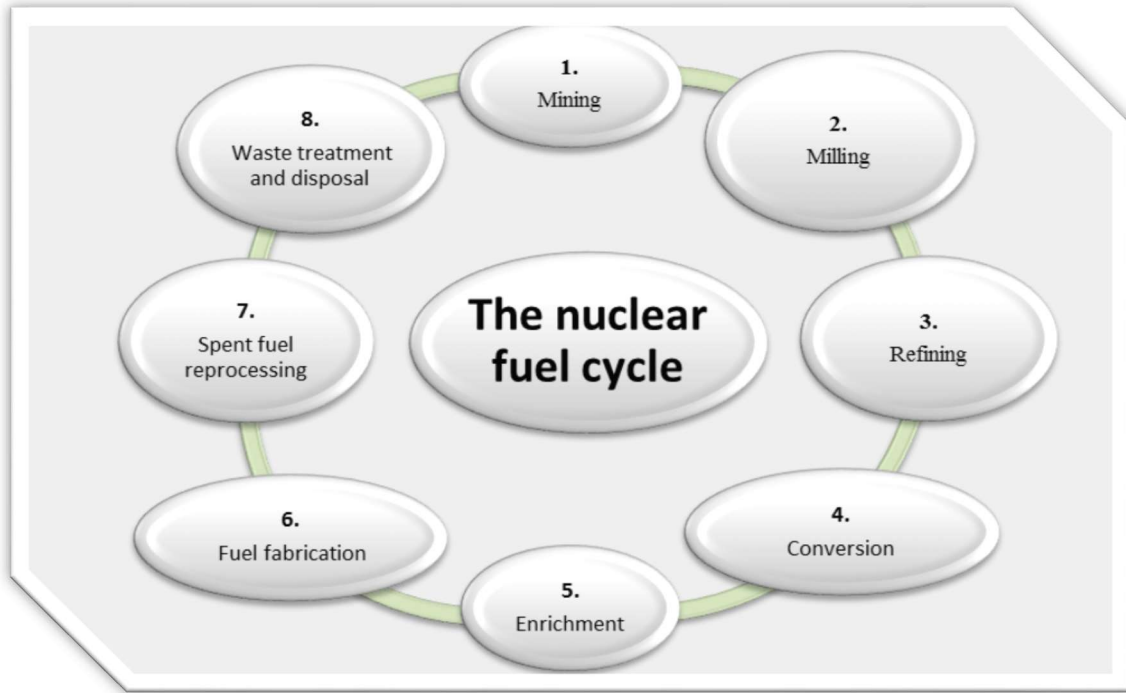 1.
Mining
2.
Milling
3.
Refining
4.
Conversion
5.
Enrichment
6.
Fuel fabrication
7.
Spent fuel
reprocessing
8.
Waste treatment
and disposal
The nuclear
fuel cycle